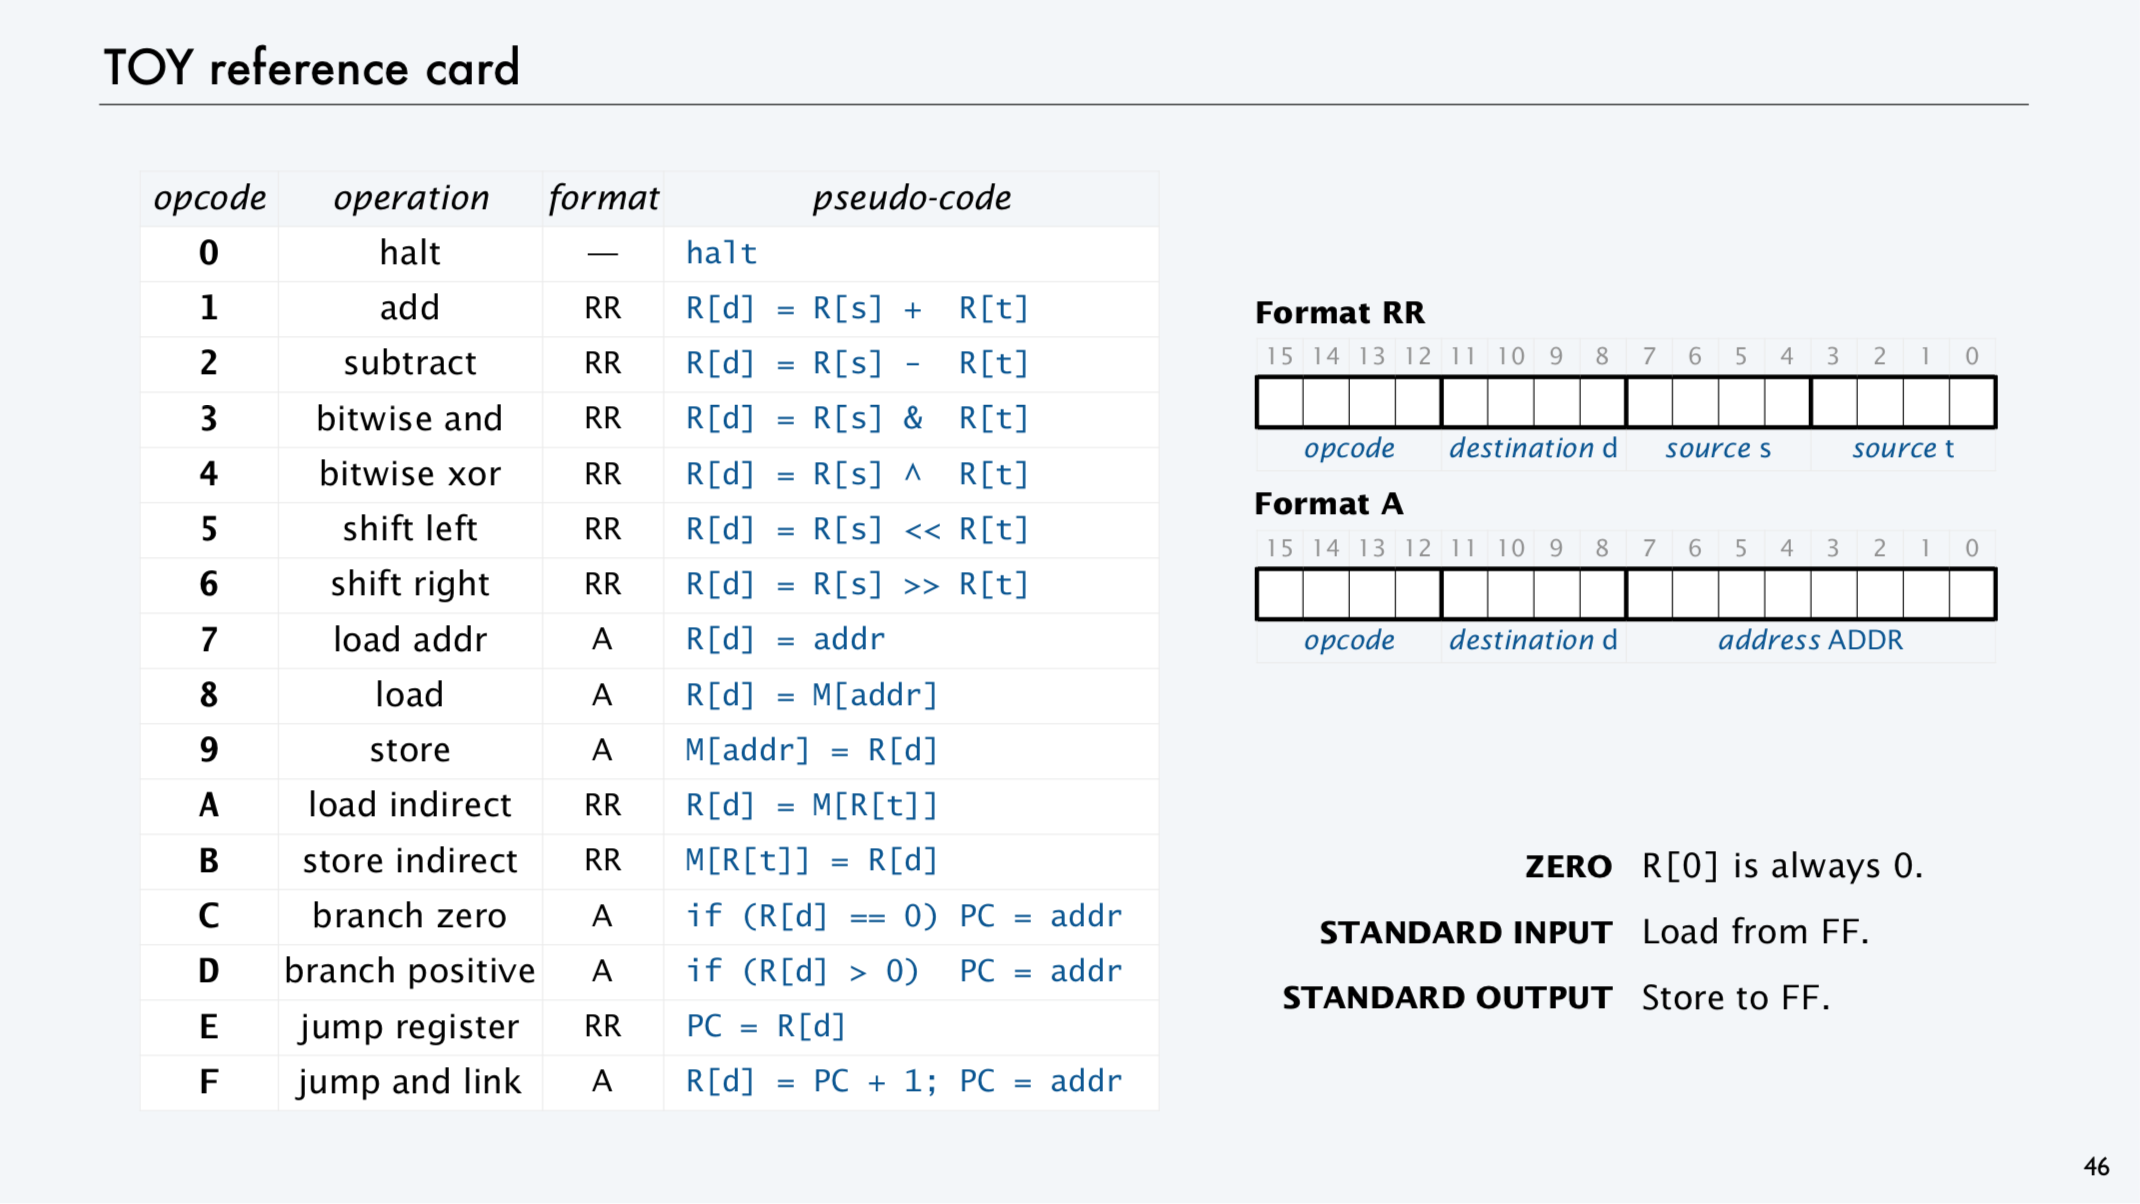 TOY reference card
opcode operation format pseudo-code
0 halt — halt
1 add RR R[d] = R[s] + R[t]
2 subtract RR R[d] = R[s] - R[t]
3 bitwise and RR R[d] = R[s] & R[t]
4 bitwise xor RR R[d] = R[s] ^ R[t]
5 shift left RR R[d] = R[s] << R[t]
6 shift right RR R[d] = R[s] >> R[t]
7 load addr A R[d] = addr
8 load A R[d] = M[addr]
9 store A M[addr] = R[d]
A load indirect RR R[d] = M[R[t]]
B store indirect RR M[R[t]] = R[d]
C branch zero A if (R[d] == 0) PC = addr
D branch positive A if (R[d] > 0) PC = addr
E jump register RR PC = R[d]
F jump and link A R[d] = PC + 1; PC = addr
Format RR
15 14 13 12 11 10 9 8 7 6 5 4 3 2 1 0
opcode destination d source s source t
Format A
15 14 13 12 11 10 9 8 7 6 5 4 3 2 1 0
opcode destination d address ADDR
ZERO R[0] is always 0.
STANDARD INPUT Load from FF.
STANDARD OUTPUT Store to FF.
46